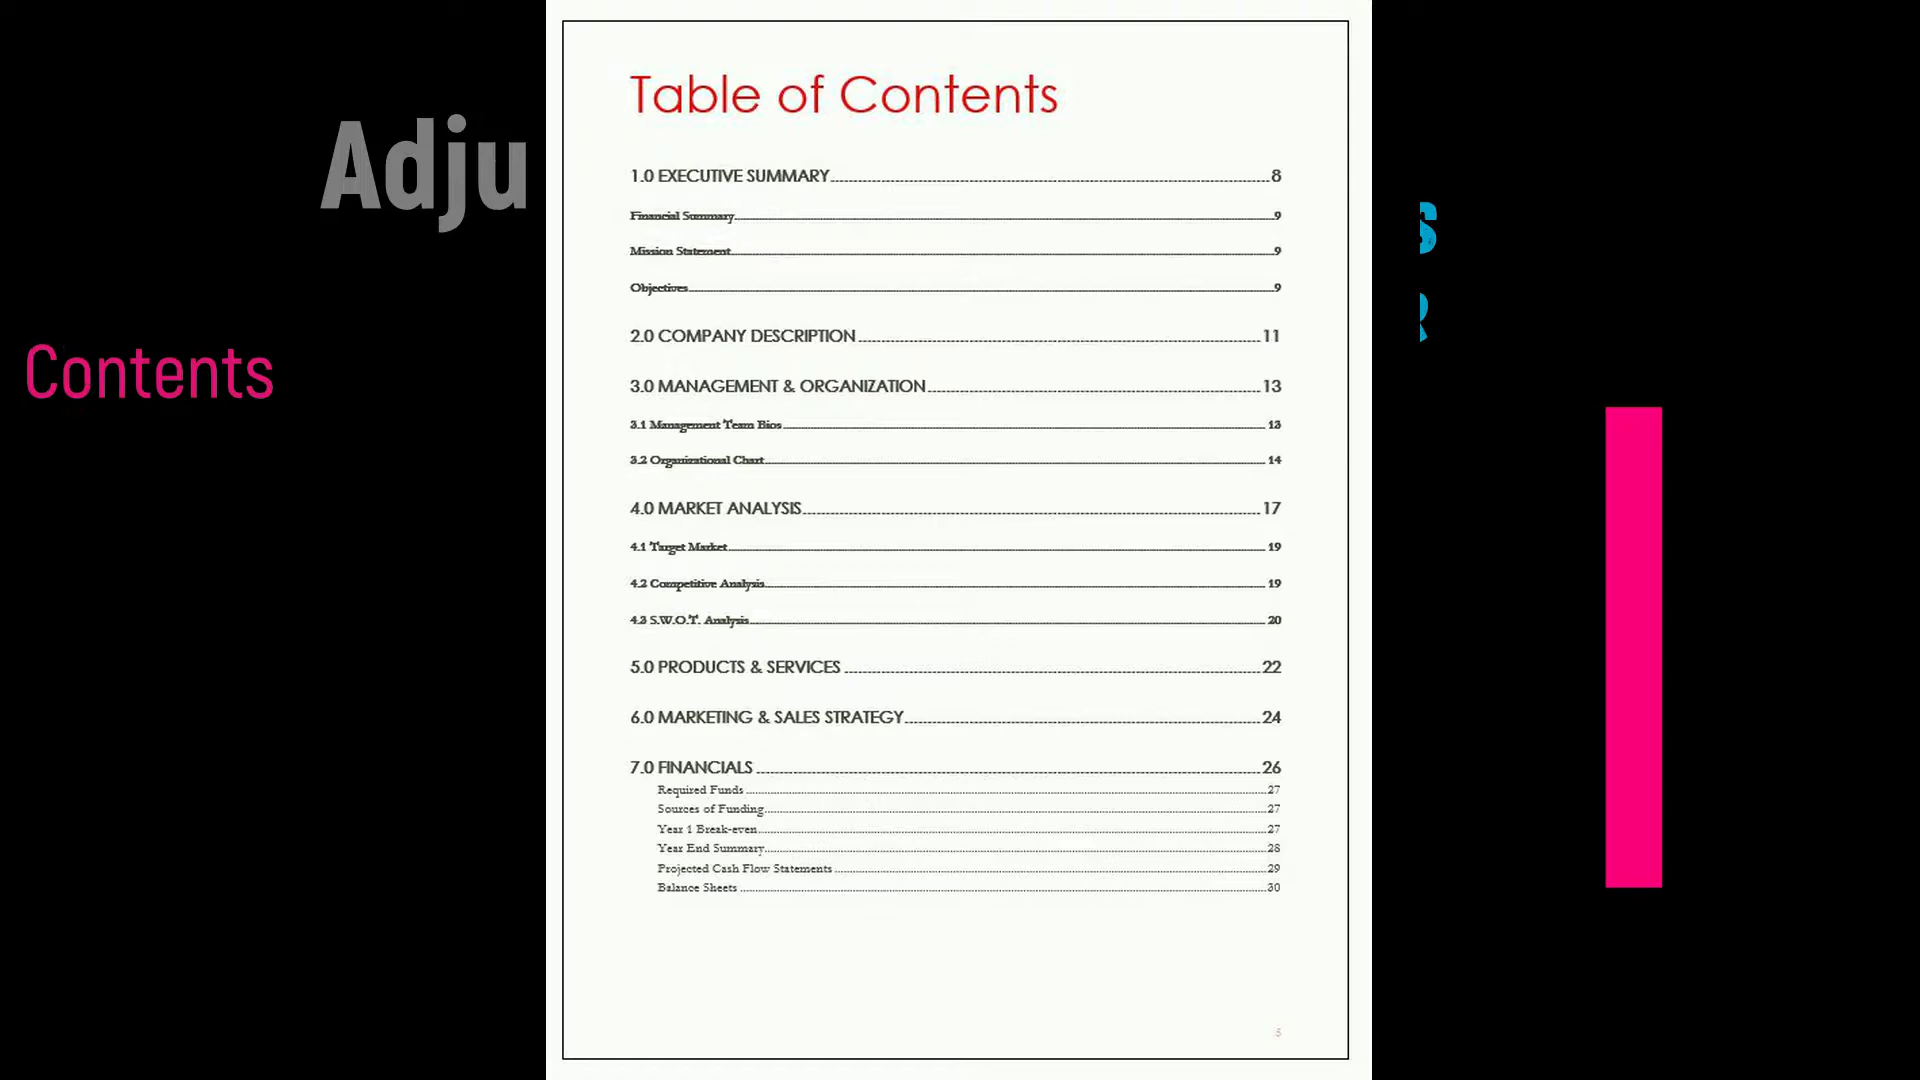 Table of Contents
Adju
Contents
1.0 EXECUTIVE SUMMARY 8
Financial Summary 9
Mission Statement 9
Objectives 9
2.0 COMPANY DESCRIPTION 11
3.0 MANAGEMENT & ORGANIZATION 13
3.1 Management Team Bios 13
3.2 Organizational Chart 14
4.0 MARKET ANALYSIS 17
4.1 Target Market 19
4.2 Competitive Analysis 19
4.3 S.W.O.T. Analysis 20
5.0 PRODUCTS & SERVICES 22
6.0 MARKETING & SALES STRATEGY 24
7.0 FINANCIALS 26
Required Funds 27
Sources of Funding 27
Year 1 Break-even 27
Year End Summary 28
Projected Cash Flow Statements 29
Balance Sheets 30
5